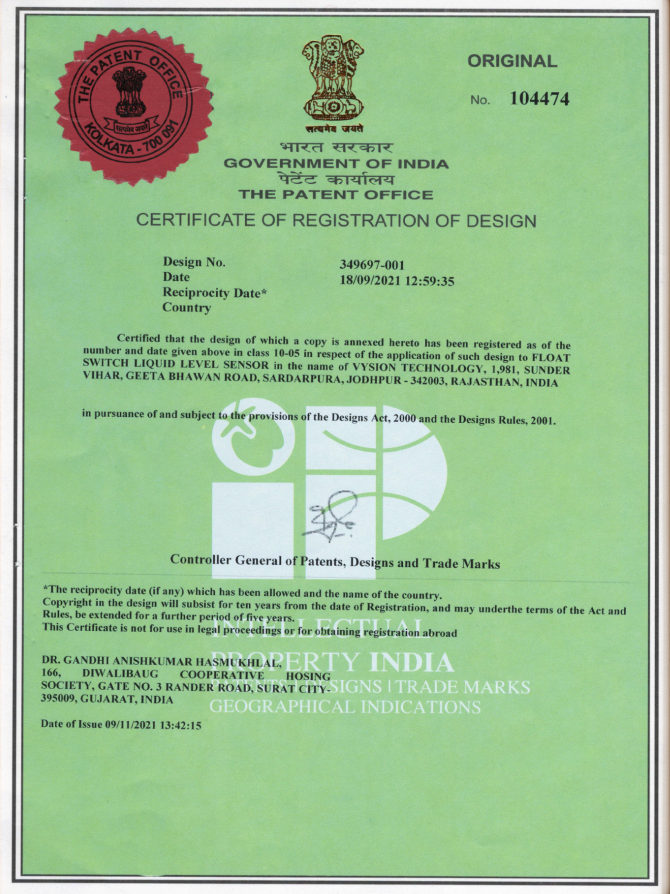 THE PATENT OFFICE
सत्यमेव जयते
KOLKATA - 700 091
सत्यमेव जयते
ORIGINAL
No. 104474
भारत सरकार
GOVERNMENT OF INDIA
पेटेंट कार्यालय
THE PATENT OFFICE
CERTIFICATE OF REGISTRATION OF DESIGN
Design No. 349697-001
Date 18/09/2021 12:59:35
Reciprocity Date*
Country
Certified that the design of which a copy is annexed hereto has been registered as of the
number and date given above in class 10-05 in respect of the application of such design to FLOAT
SWITCH LIQUID LEVEL SENSOR in the name of VYSION TECHNOLOGY, 1,981, SUNDER
VIHAR, GEETA BHAWAN ROAD, SARDARPURA, JODHPUR - 342003, RAJASTHAN, INDIA
in pursuance of and subject to the provisions of the Designs Act, 2000 and the Designs Rules, 2001.
Controller General of Patents, Designs and Trade Marks
*The reciprocity date (if any) which has been allowed and the name of the country.
Copyright in the design will subsist for ten years from the date of Registration, and may underthe terms of the Act and
Rules, be extended for a further period of five years.
This Certificate is not for use in legal proceedings or for obtaining registration abroad
INTELLECTUAL
PROPERTY INDIA
PATENTS | DESIGNS | TRADE MARKS
GEOGRAPHICAL INDICATIONS
DR. GANDHI ANISHKUMAR HASMUKHLAL,
166, DIWALIBAUG COOPERATIVE HOSING
SOCIETY, GATE NO. 3 RANDER ROAD, SURAT CITY-
395009, GUJARAT, INDIA
Date of Issue 09/11/2021 13:42:15